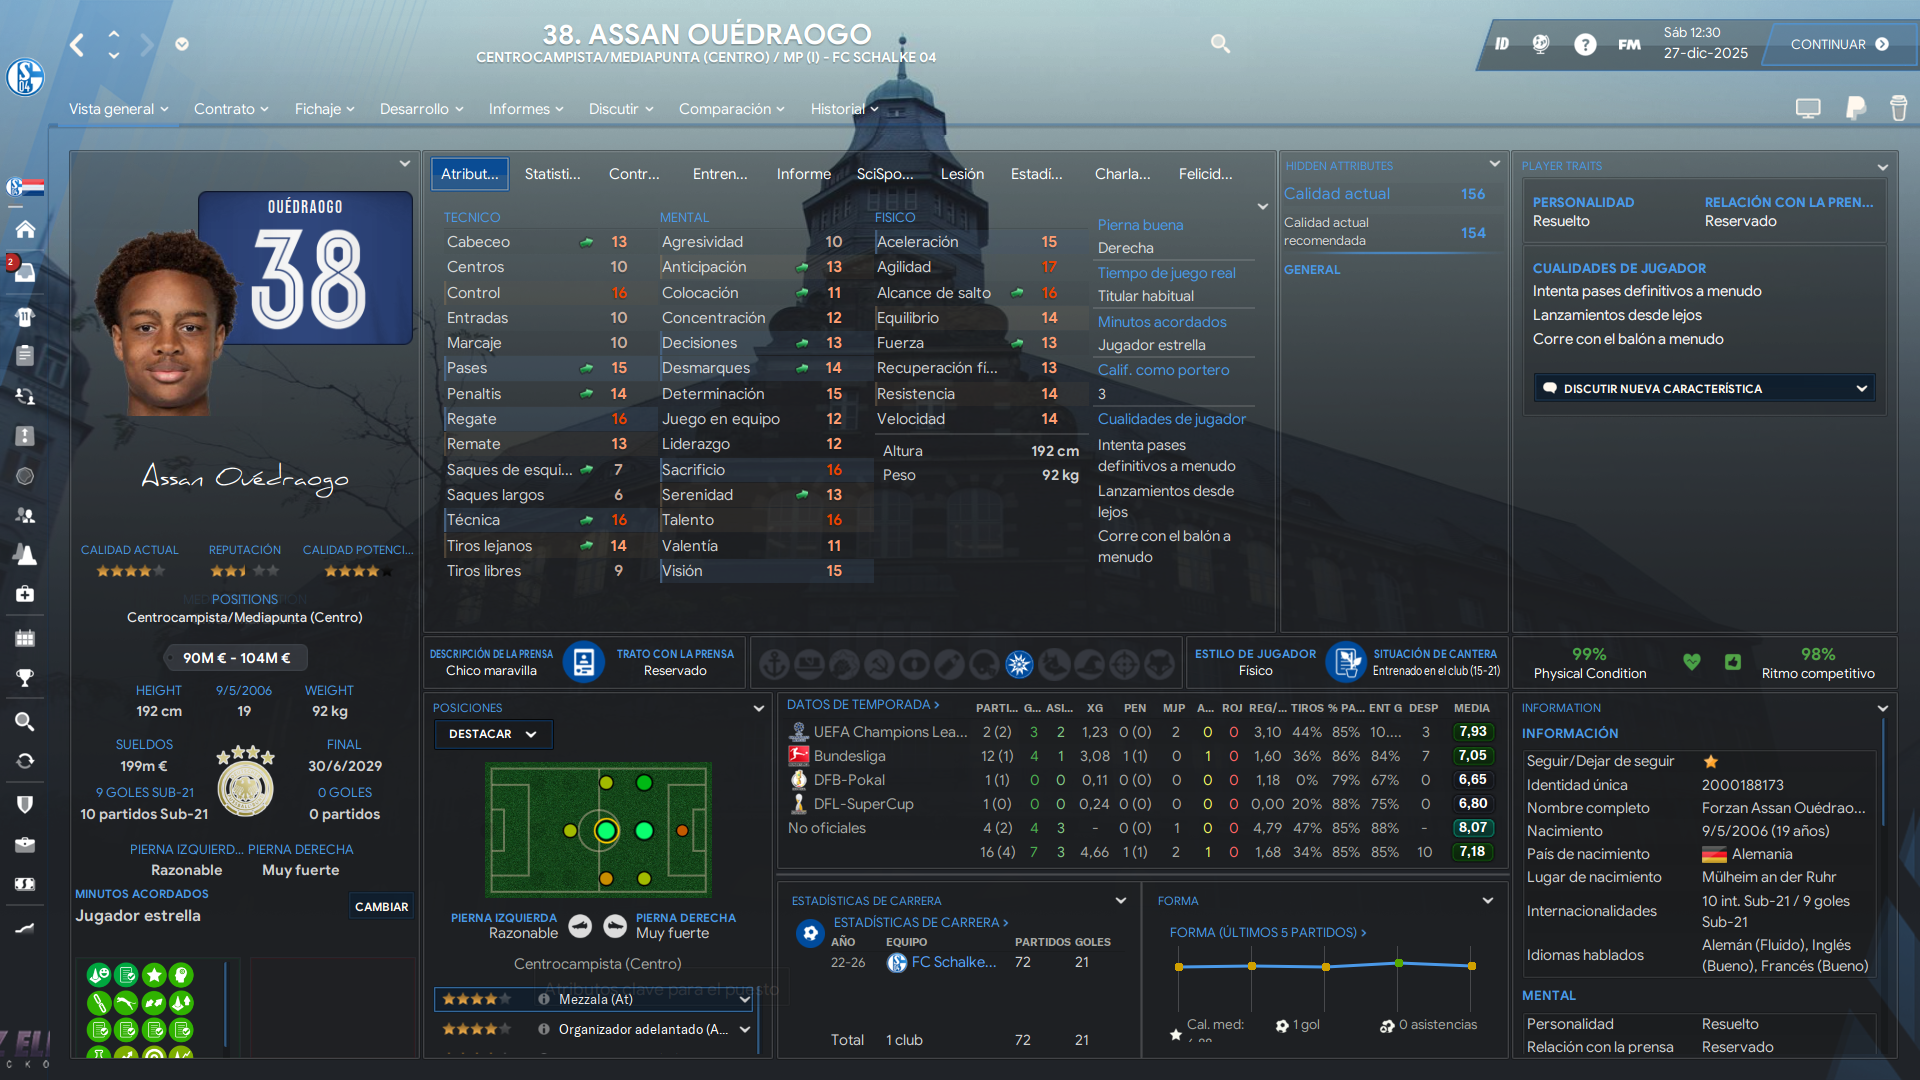 38. ASSAN OUÉDRAOGO
CENTROCAMPISTA/MEDIAPUNTA (CENTRO) / MP (I) - FC SCHALKE 04
ID
FM
Sáb 12:30
27-dic-2025
CONTINUAR
Vista general
Contrato
Fichaje
Desarrollo
Informes
Discutir
Comparación
Historial
2
OUÉDRAOGO
38
Assan Ouédraogo
CALIDAD ACTUAL
REPUTACIÓN
CALIDAD POTENCI...
POSITIONS
Centrocampista/Mediapunta (Centro)
90M € - 104M €
HEIGHT 9/5/2006 WEIGHT
192 cm 19 92 kg
SUELDOS FINAL
199m € 30/6/2029
9 GOLES SUB-21 0 GOLES
10 partidos Sub-21 0 partidos
PIERNA IZQUIERD... PIERNA DERECHA
Razonable Muy fuerte
MINUTOS ACORDADOS
Jugador estrella
CAMBIAR
Atribut... Statisti... Contr... Entren... Informe SciSpo... Lesión Estadí... Charla... Felicid...
TECNICO
Cabeceo 13
Centros 10
Control 16
Entradas 10
Marcaje 10
Pases 15
Penaltis 14
Regate 16
Remate 13
Saques de esqui... 7
Saques largos 6
Técnica 16
Tiros lejanos 14
Tiros libres 9
MENTAL
Agresividad 10
Anticipación 13
Colocación 11
Concentración 12
Decisiones 13
Desmarques 14
Determinación 15
Juego en equipo 12
Liderazgo 12
Sacrificio 16
Serenidad 13
Talento 16
Valentía 11
Visión 15
FISICO
Aceleración 15
Agilidad 17
Alcance de salto 16
Equilibrio 14
Fuerza 13
Recuperación fí... 13
Resistencia 14
Velocidad 14
Altura 192 cm
Peso 92 kg
Pierna buena
Derecha
Tiempo de juego real
Titular habitual
Minutos acordados
Jugador estrella
Calif. como portero
3
Cualidades de jugador
Intenta pases
definitivos a menudo
Lanzamientos desde
lejos
Corre con el balón a
menudo
HIDDEN ATTRIBUTES
Calidad actual 156
Calidad actual
recomendada 154
GENERAL
PLAYER TRAITS
PERSONALIDAD RELACIÓN CON LA PREN...
Resuelto Reservado
CUALIDADES DE JUGADOR
Intenta pases definitivos a menudo
Lanzamientos desde lejos
Corre con el balón a menudo
DISCUTIR NUEVA CARACTERÍSTICA
DESCRIPCIÓN DE LA PRENSA
Chico maravilla
TRATO CON LA PRENSA
Reservado
ESTILO DE JUGADOR
Físico
SITUACIÓN DE CANTERA
Entrenado en el club (15-21)
99%
Physical Condition
98%
Ritmo competitivo
POSICIONES
DESTACAR
PIERNA IZQUIERDA
Razonable
PIERNA DERECHA
Muy fuerte
Centrocampista (Centro)
Atributos clave para el puesto
Mezzala (At)
Organizador adelantado (A...
DATOS DE TEMPORADA > PARTI... G... ASI... XG PEN MJP A... ROJ REG/... TIROS % PA... ENT G DESP MEDIA
UEFA Champions Lea... 2 (2) 3 2 1,23 0 (0) 2 0 0 3,10 44% 85% 10.... 3 7,93
Bundesliga 12 (1) 4 1 3,08 1 (1) 0 1 0 1,60 36% 86% 84% 7 7,05
DFB-Pokal 1 (1) 0 0 0,11 0 (0) 0 0 0 1,18 0% 79% 67% 0 6,65
DFL-SuperCup 1 (0) 0 0 0,24 0 (0) 0 0 0 0,00 20% 88% 75% 0 6,80
No oficiales 4 (2) 4 3 - 0 (0) 1 0 0 4,79 47% 85% 88% - 8,07
16 (4) 7 3 4,66 1 (1) 2 1 0 1,68 34% 85% 85% 10 7,18
ESTADÍSTICAS DE CARRERA
ESTADÍSTICAS DE CARRERA >
AÑO EQUIPO PARTIDOS GOLES
22-26 FC Schalke... 72 21
Total 1 club 72 21
FORMA
FORMA (ÚLTIMOS 5 PARTIDOS) >
Cal. med:
1 gol
0 asistencias
INFORMATION
INFORMACIÓN
Seguir/Dejar de seguir
Identidad única 2000188173
Nombre completo Forzan Assan Ouédrao...
Nacimiento 9/5/2006 (19 años)
País de nacimiento Alemania
Lugar de nacimiento Mülheim an der Ruhr
Internacionalidades 10 int. Sub-21 / 9 goles
Sub-21
Idiomas hablados Alemán (Fluido), Inglés
(Bueno), Francés (Bueno)
MENTAL
Personalidad Resuelto
Relación con la prensa Reservado